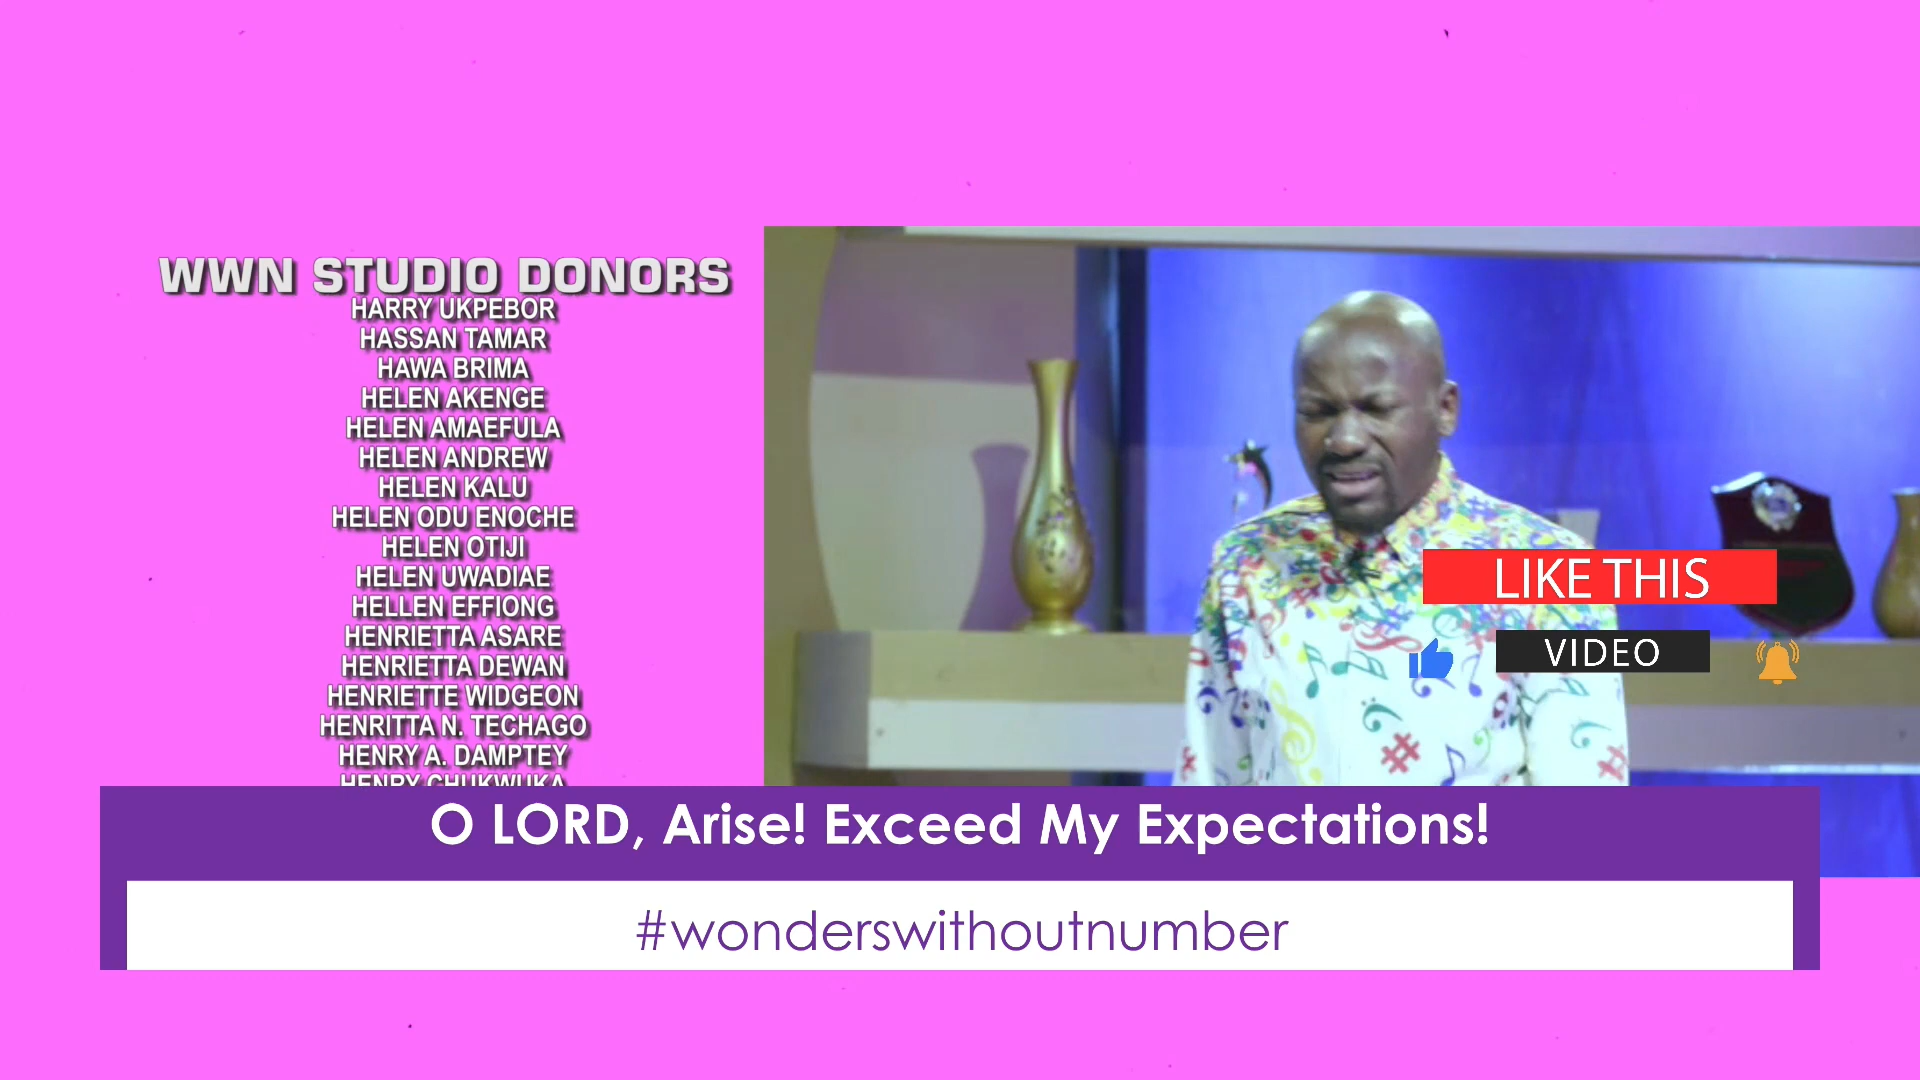 WWN STUDIO DONORS
HARRY UKPEBOR
HASSAN TAMAR
HAWA BRIMA
HELEN AKENGE
HELEN AMAEFULA
HELEN ANDREW
HELEN KALU
HELEN ODU ENOCHE
HELEN OTIJI
HELEN UWADIAE
HELLEN EFFIONG
HENRIETTA ASARE
HENRIETTA DEWAN
HENRIETTE WIDGEON
HENRITTA N. TECHAGO
HENRY A. DAMPTEY
HENRY CHUKWUKA
LIKE THIS
VIDEO
O LORD, Arise! Exceed My Expectations!
#wonderswithoutnumber